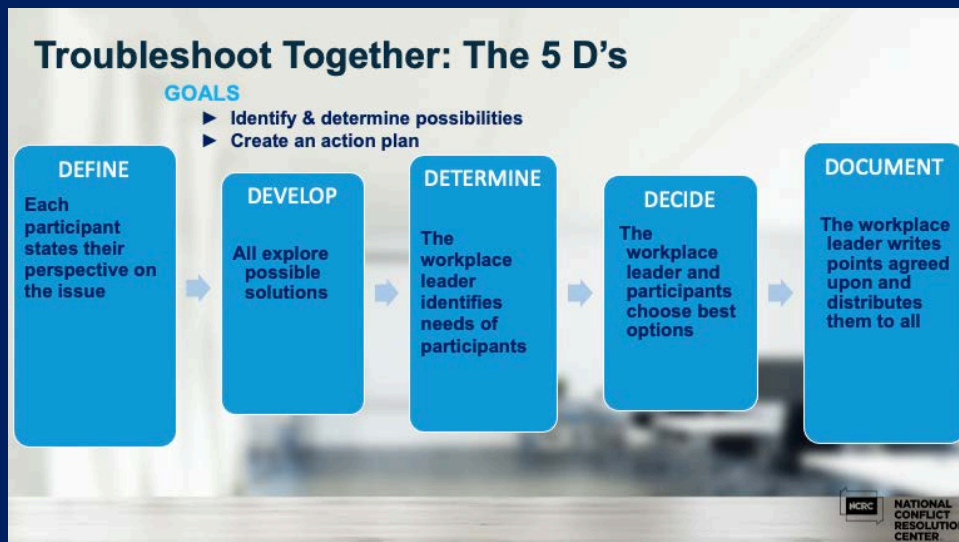 Troubleshoot Together: The 5 D's
GOALS
► Identify & determine possibilities
► Create an action plan
DEFINE
Each
participant
states their
perspective on
the issue
DEVELOP
All explore
possible
solutions
DETERMINE
The
workplace
leader
identifies
needs of
participants
DECIDE
The
workplace
leader and
participants
choose best
options
DOCUMENT
The workplace
leader writes
points agreed
upon and
distributes
them to all
NCRC
NATIONAL
CONFLICT
RESOLUTION
CENTER